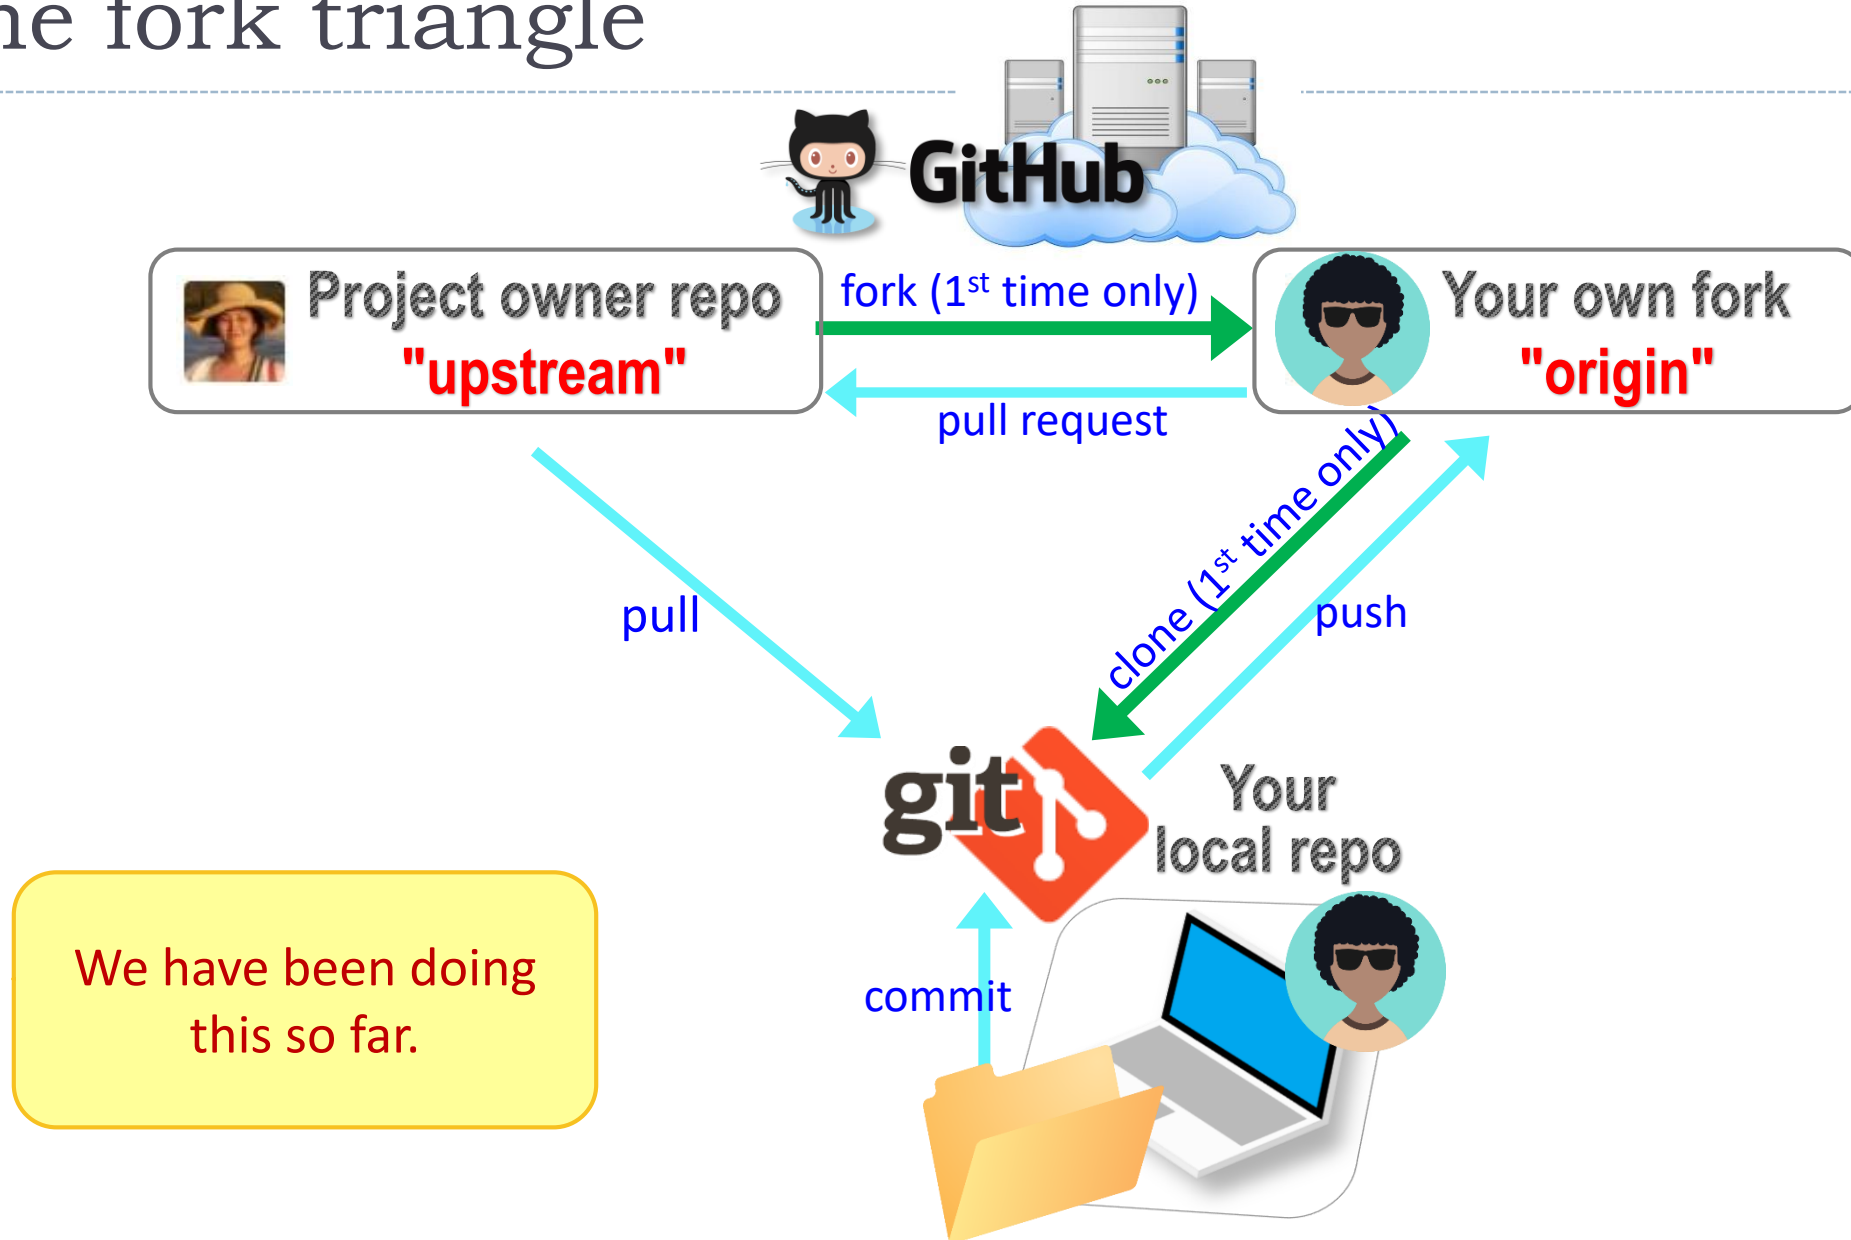 fork triangle
GitHub
Project owner repo
"upstream"
fork (1st time only)
Your own fork
"origin"
pull request
clone (1st time only)
pull
push
git
Your
local repo
We have been doing
this so far.
commit